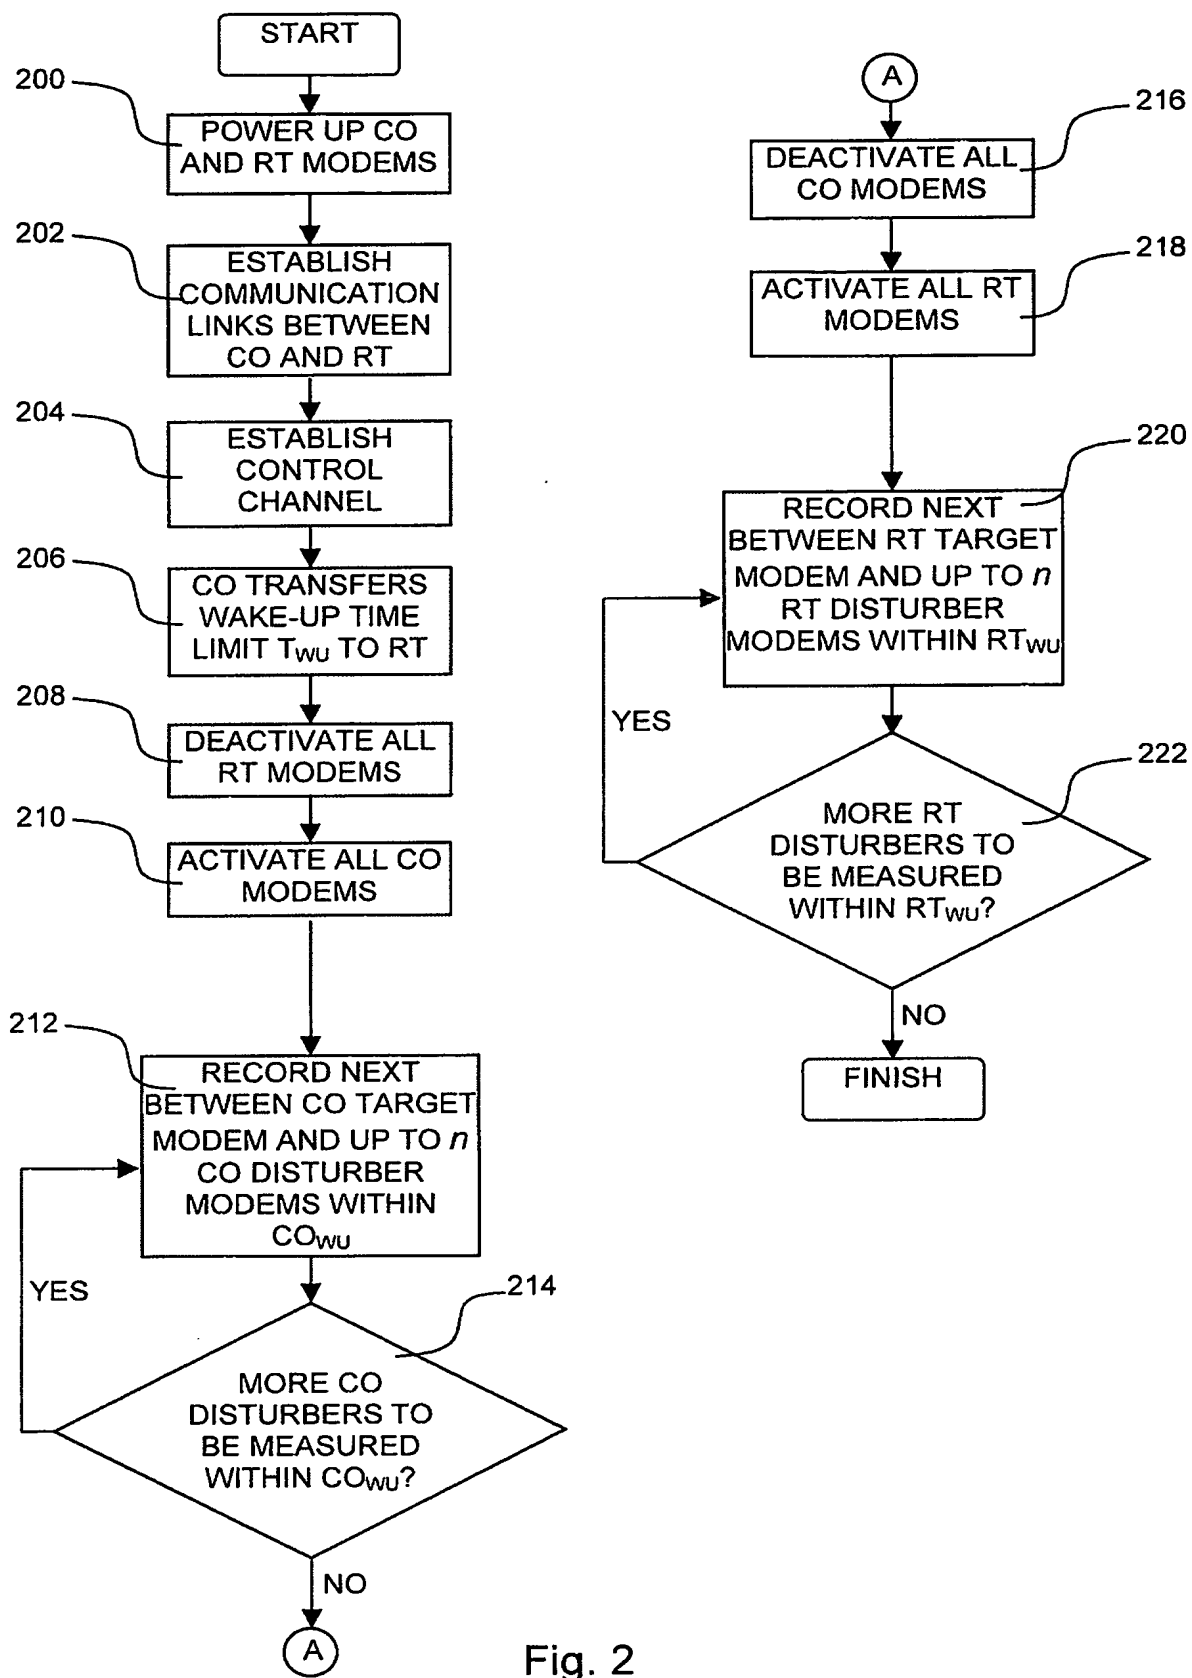 START
200
POWER UP CO
AND RT MODEMS
202
ESTABLISH
COMMUNICATION
LINKS BETWEEN
CO AND RT
204
ESTABLISH
CONTROL
CHANNEL
206
CO TRANSFERS
WAKE-UP TIME
LIMIT TWU TO RT
208
DEACTIVATE ALL
RT MODEMS
210
ACTIVATE ALL CO
MODEMS
212
RECORD NEXT
BETWEEN CO TARGET
MODEM AND UP TO n
CO DISTURBER
MODEMS WITHIN
COWU
YES
214
MORE CO
DISTURBERS TO
BE MEASURED
WITHIN COWU?
NO
A
A
216
DEACTIVATE ALL
CO MODEMS
218
ACTIVATE ALL RT
MODEMS
220
RECORD NEXT
BETWEEN RT TARGET
MODEM AND UP TO n
RT DISTURBER
MODEMS WITHIN RTWU
YES
222
MORE RT
DISTURBERS TO
BE MEASURED
WITHIN RTWU?
NO
FINISH
Fig. 2